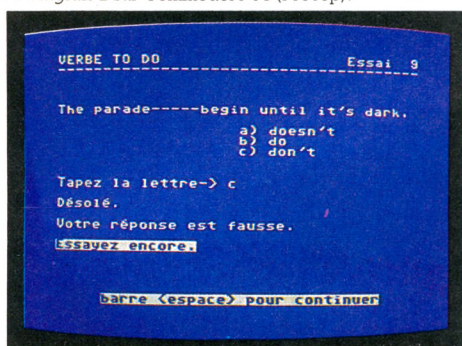 VERBE TO DO Essai 9
The parade-----begin until it's dark.
a) doesn't
b) do
c) don't
Tapez la lettre-> c
Désolé.
Votre réponse est fausse.
Essayez encore.
barre <espace> pour continuer